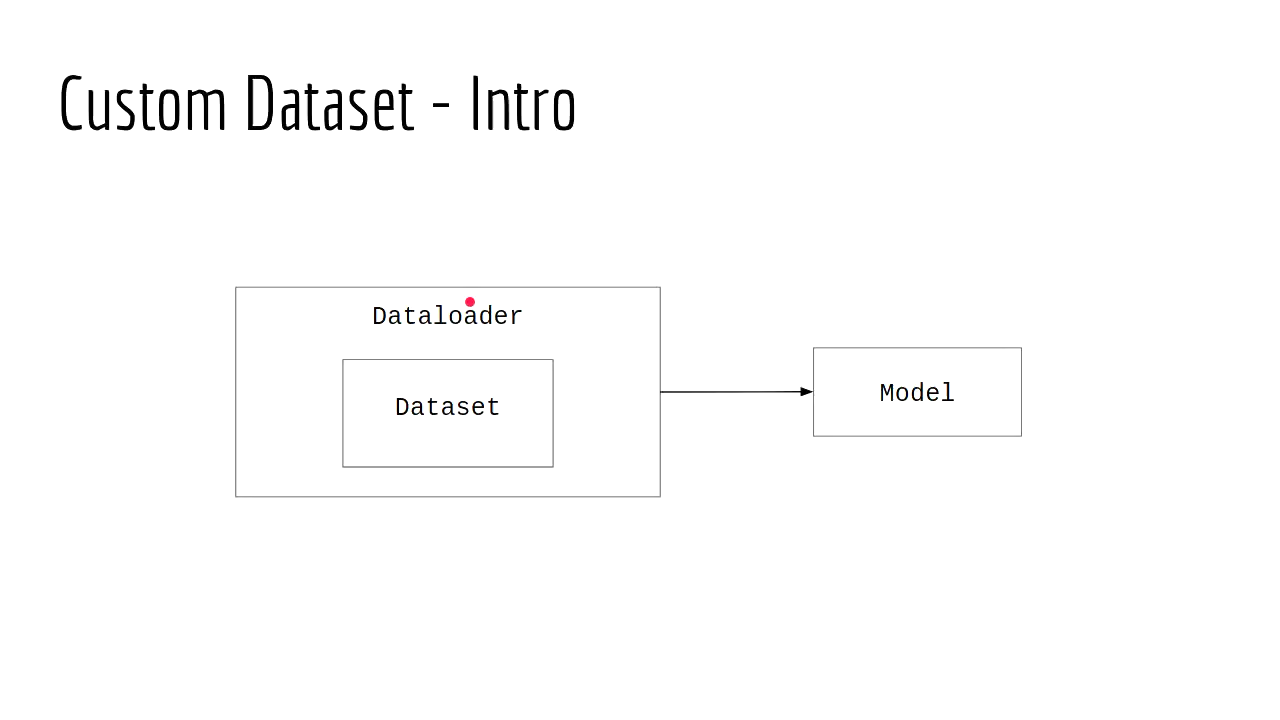 Custom Dataset - Intro
Dataloader
Dataset
Model